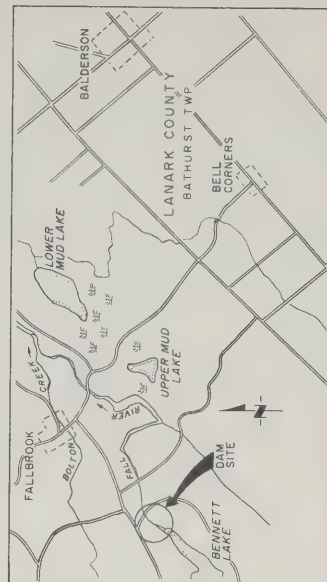 BALDERSON
LANARK COUNTY
BATHURST TWP
BELL
CORNERS
LOWER
MUD LAKE
UPPER MUD
LAKE
FALLBROOK
BOLTON
CREEK
FALL
RIVER
DAM
SITE
BENNETT
LAKE
N